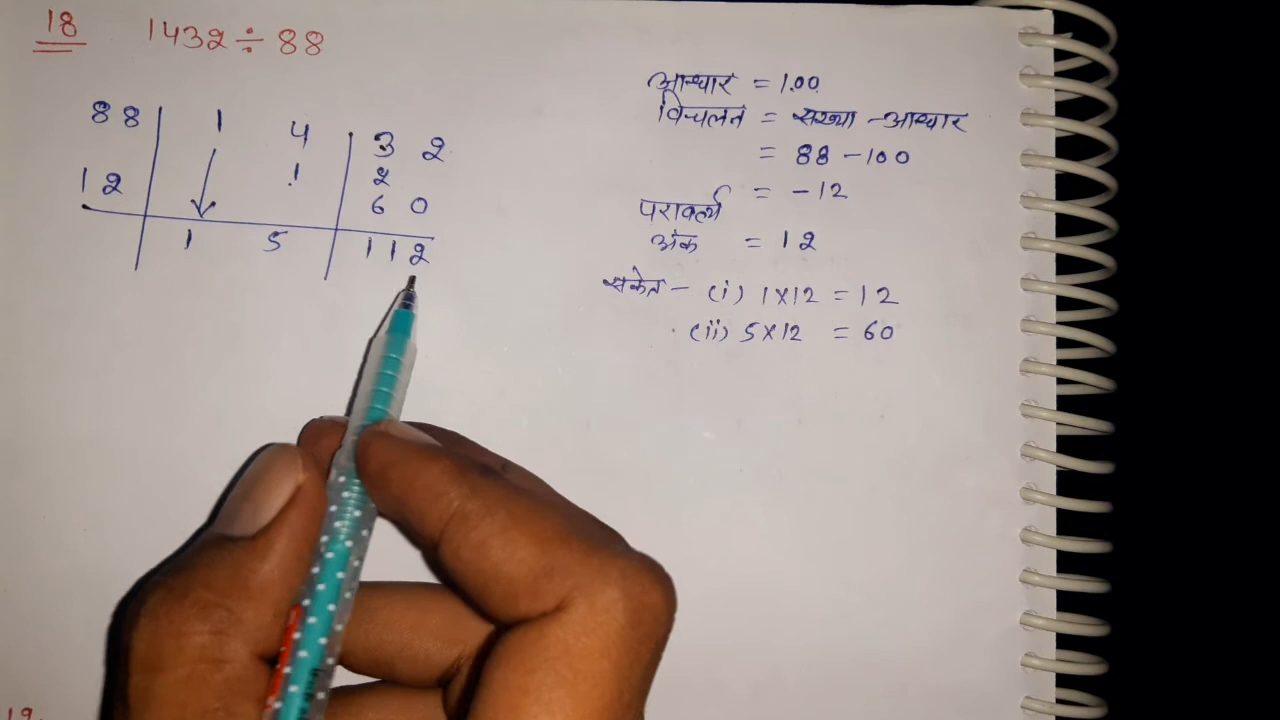 18 1432 ÷ 88
88 1 4 3 2
12 1 2
6 0
1 5 1 1 2
आधार = 100
विचलन = संख्या - आधार
= 88 - 100
= - 12
परावर्त्य
अंक = 12
संकेत - (i) 1 x 12 = 12
(ii) 5 x 12 = 60